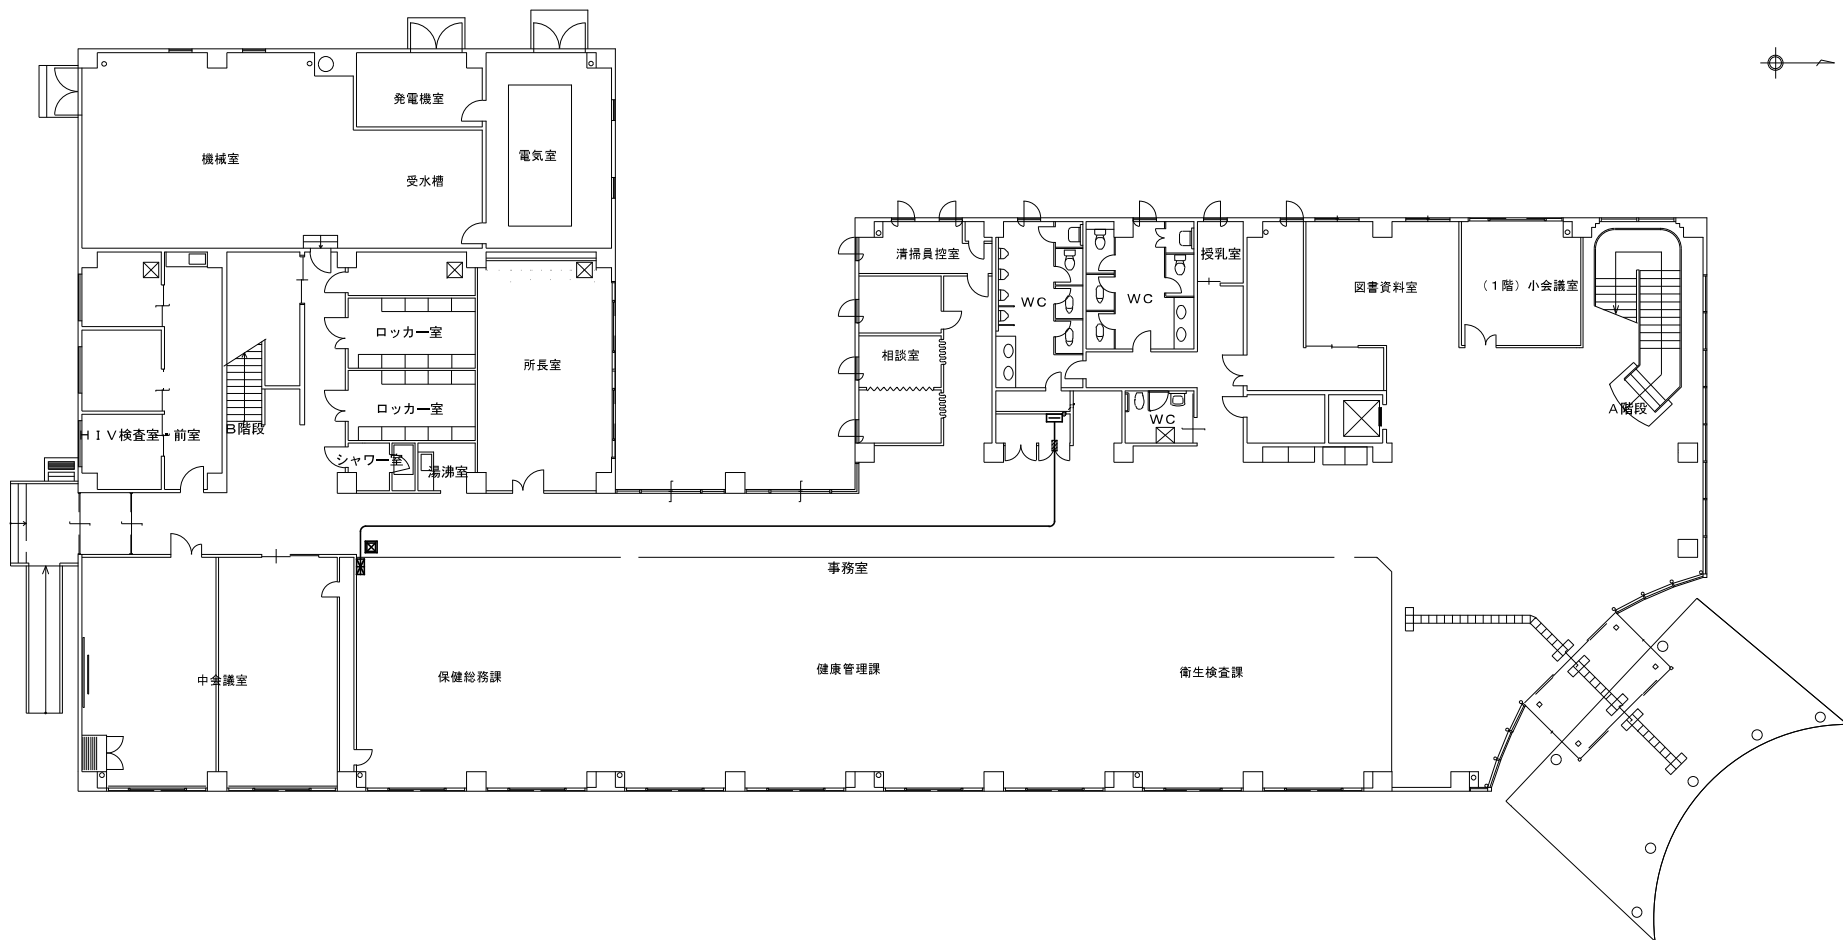 発電機室
機械室
電気室
受水槽
清掃員控室
授乳室
WC
WC
図書資料室
(1階)小会議室
ロッカー室
相談室
所長室
ロッカー室
A階段
WC
HIV検査室
前室
B階段
シャワー室
湯沸室
事務室
中会議室
保健総務課
健康管理課
衛生検査課